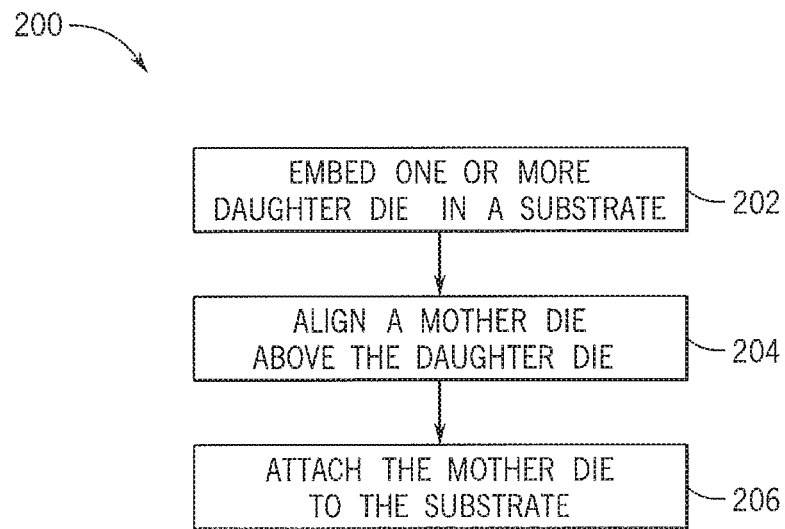 200
EMBED ONE OR MORE
DAUGHTER DIE IN A SUBSTRATE
202
ALIGN A MOTHER DIE
ABOVE THE DAUGHTER DIE
204
ATTACH THE MOTHER DIE
TO THE SUBSTRATE
206